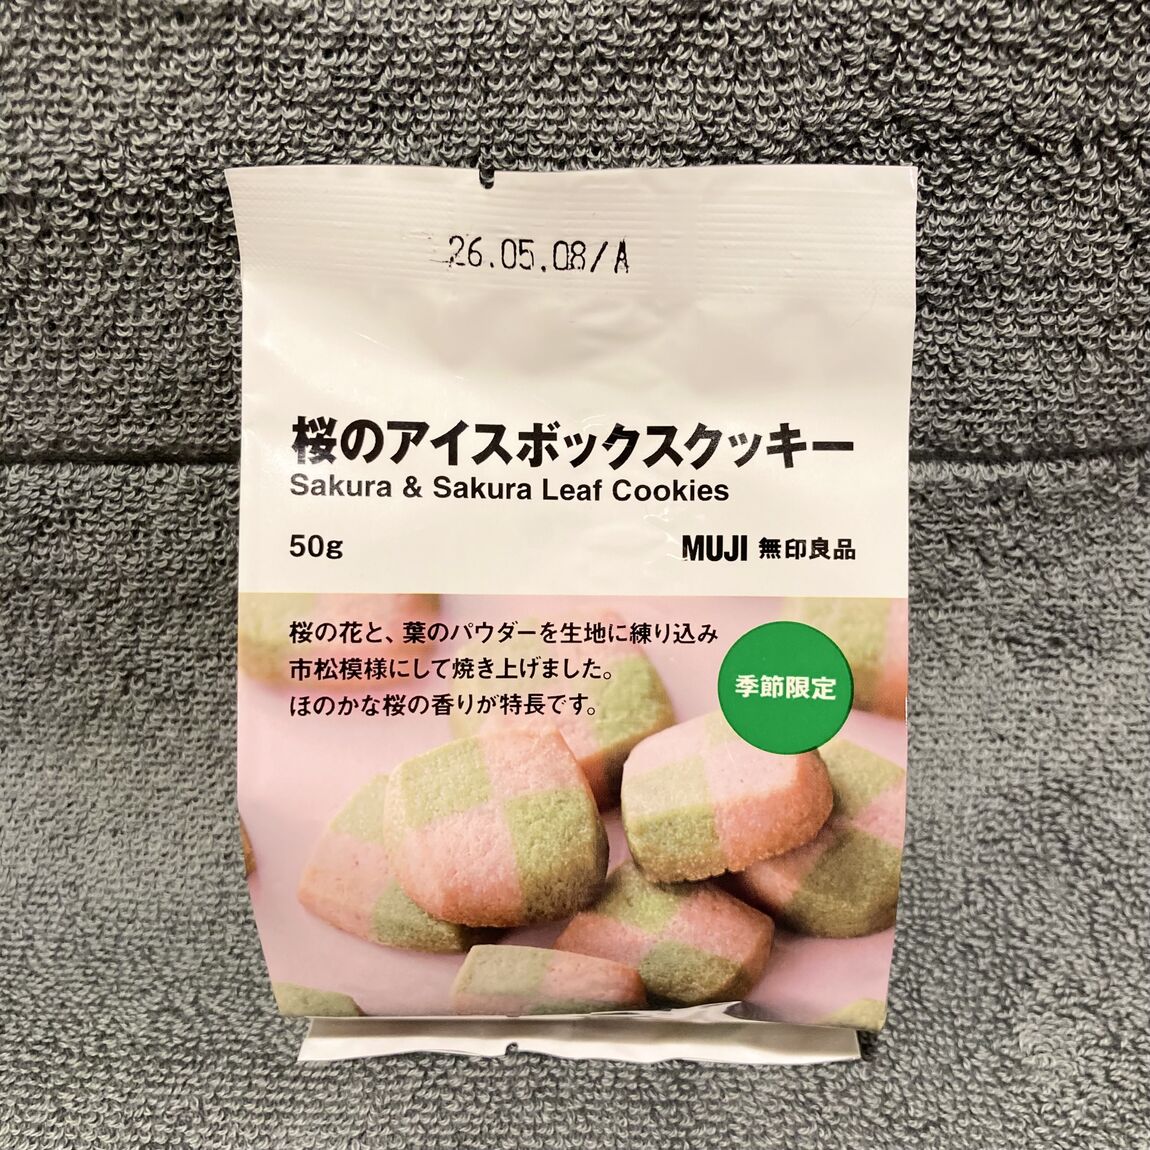 26.05.08/A
桜のアイスボックスクッキー
Sakura & Sakura Leaf Cookies
50g
MUJI 無印良品
桜の花と、葉のパウダーを生地に練り込み
市松模様にして焼き上げました。
ほのかな桜の香りが特長です。
季節限定